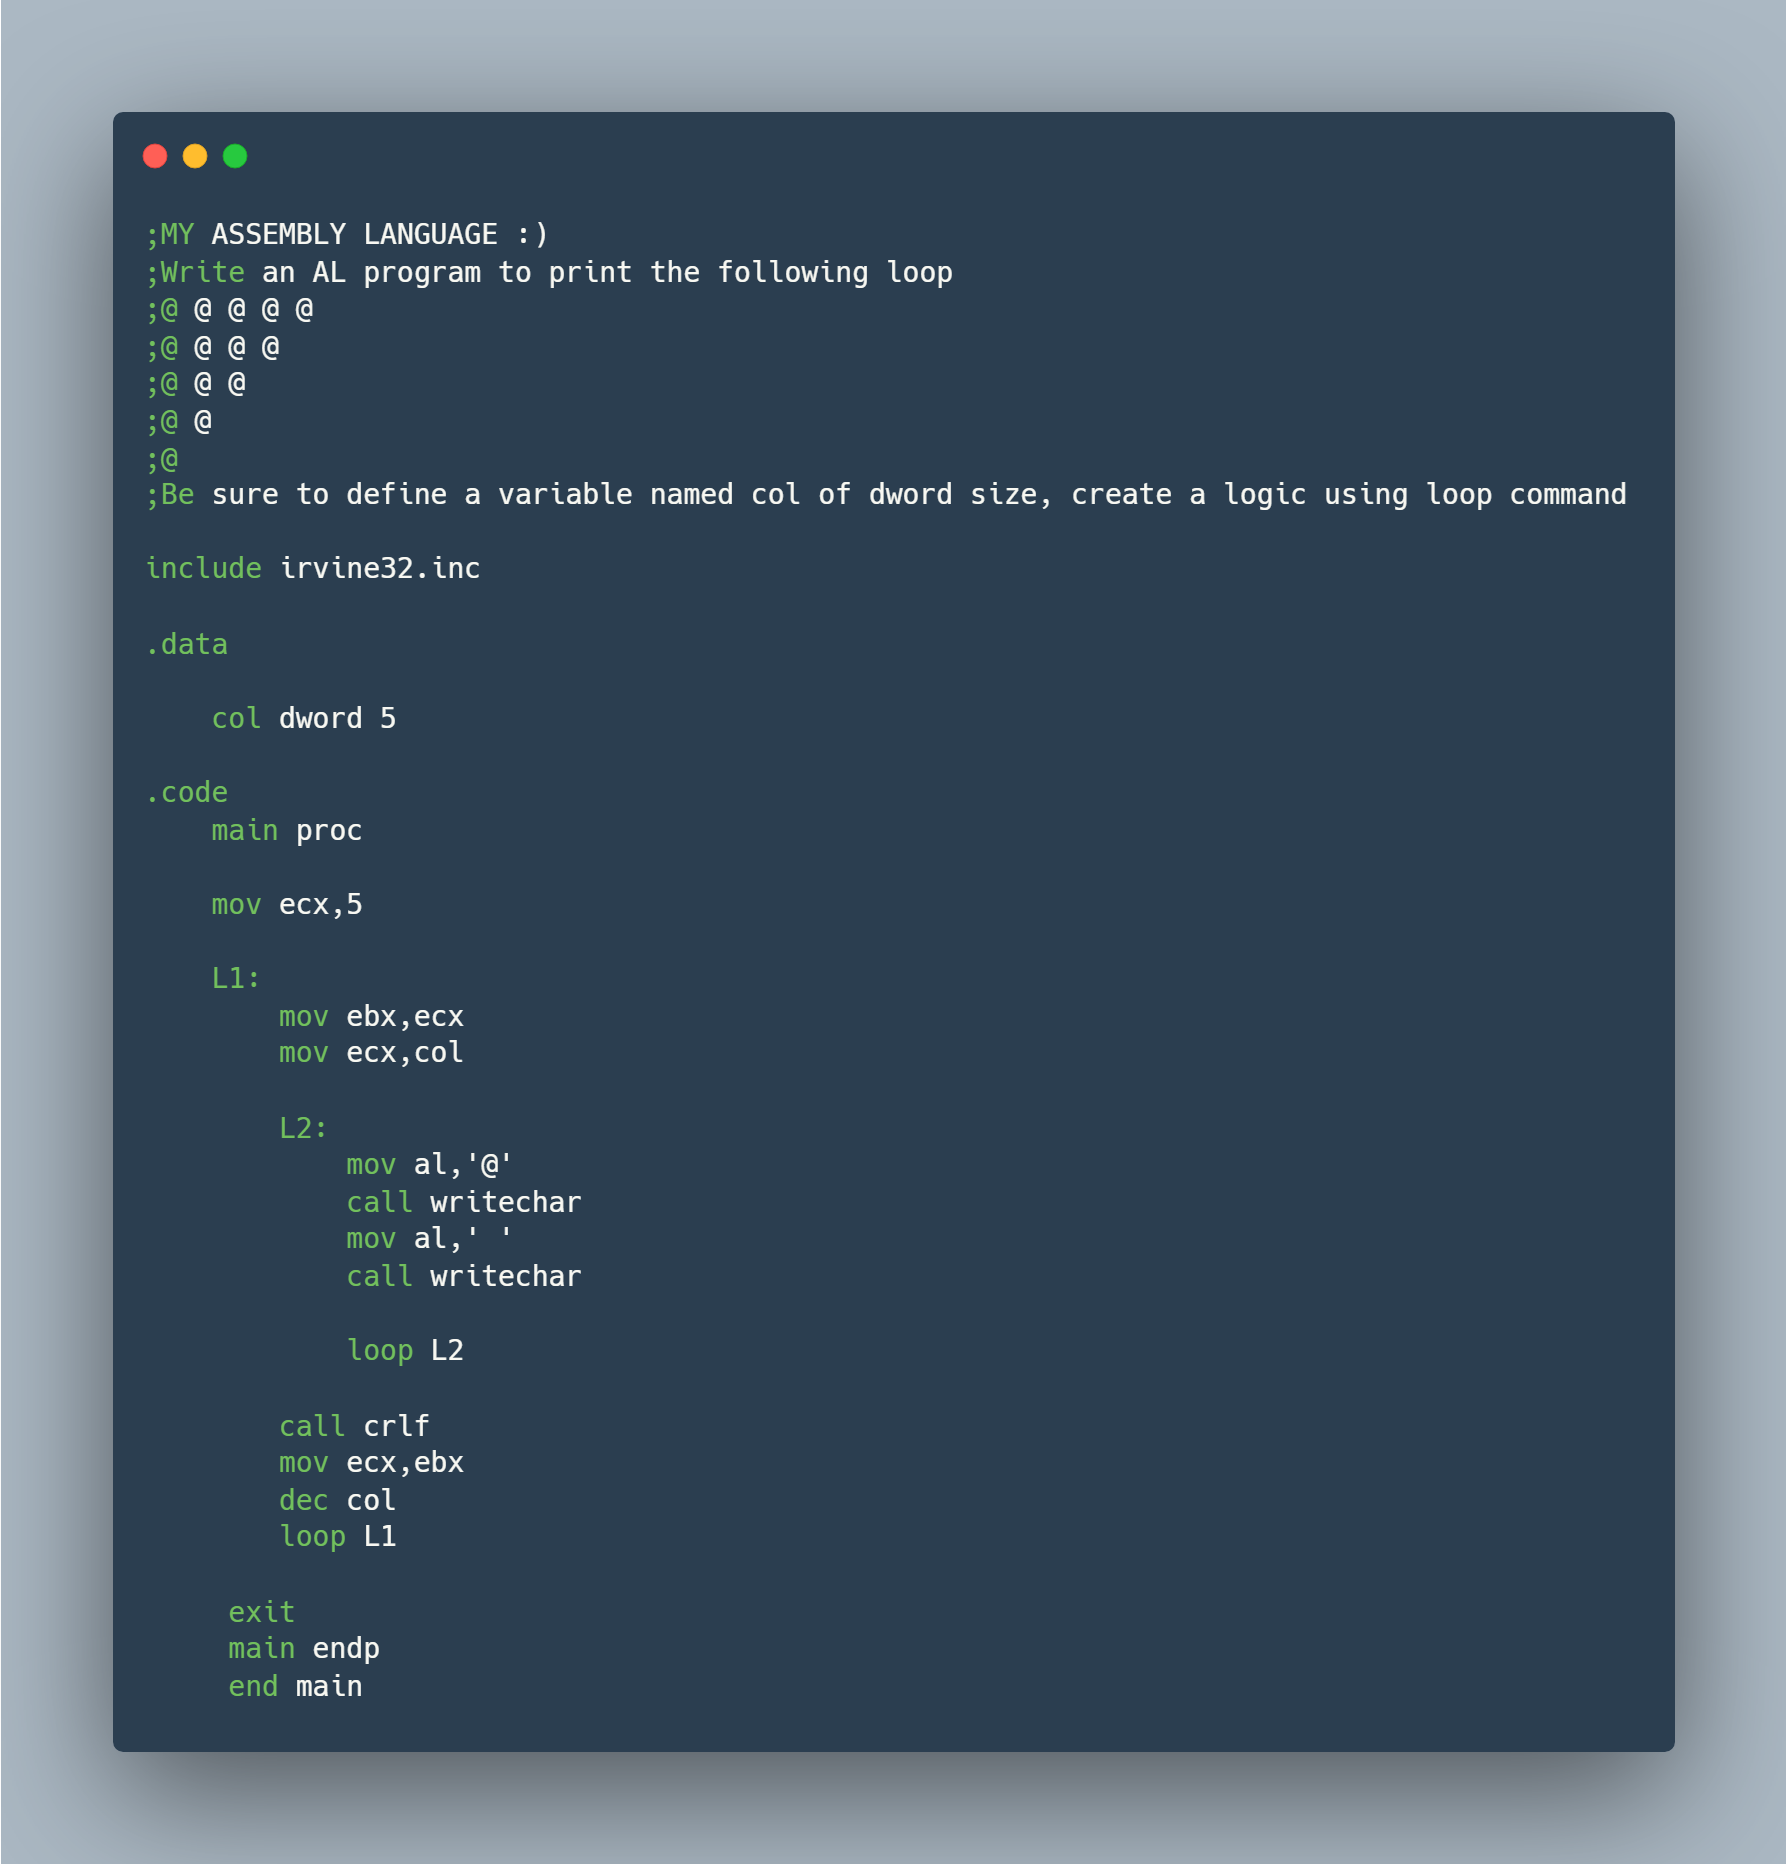 ;MY ASSEMBLY LANGUAGE :)
;Write an AL program to print the following loop
;@ @ @ @ @
;@ @ @ @
;@ @ @
;@ @
;@
;Be sure to define a variable named col of dword size, create a logic using loop command

include irvine32.inc

.data

    col dword 5

.code
    main proc

    mov ecx,5

    L1:
        mov ebx,ecx
        mov ecx,col

        L2:
            mov al,'@'
            call writechar
            mov al,' '
            call writechar

            loop L2

        call crlf
        mov ecx,ebx
        dec col
        loop L1

     exit
     main endp
     end main